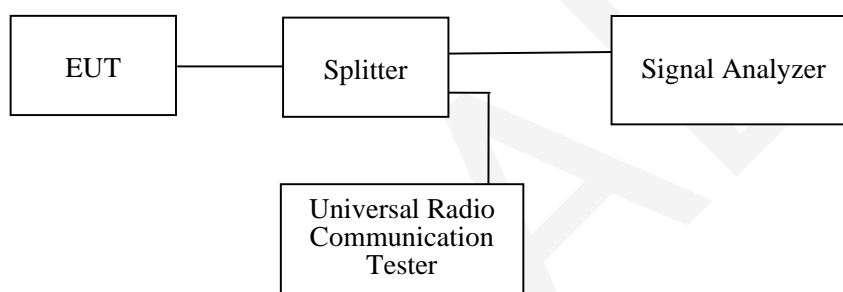 EUT
Splitter
Signal Analyzer
Universal Radio
Communication
Tester